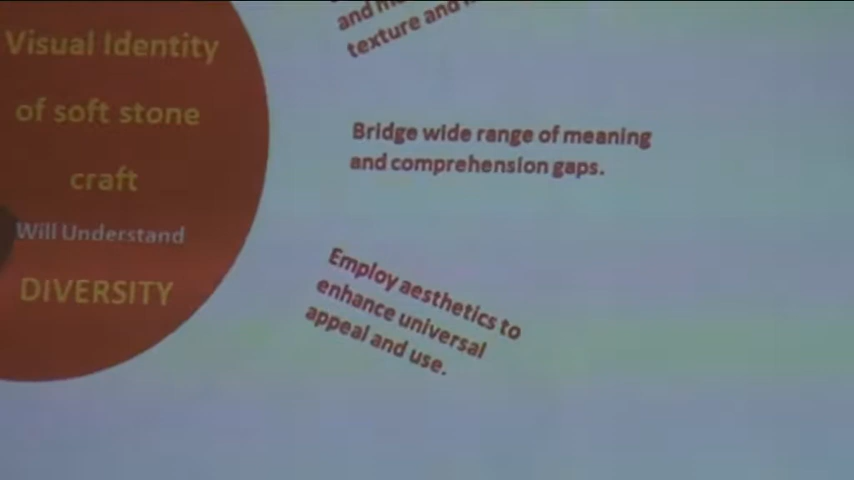 Visual Identity
of soft stone
craft
Will Understand
DIVERSITY
and
texture and
Bridge wide range of meaning
and comprehension gaps.
Employ aesthetics to
enhance universal
appeal and use.